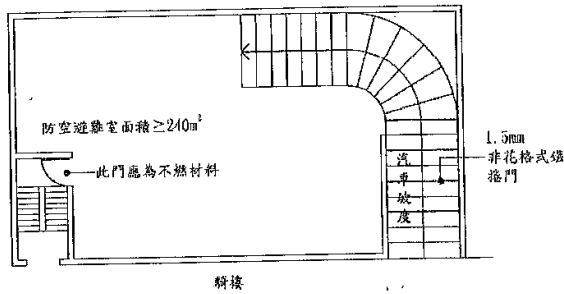 防空避難室面積≥240m²
此門應為不燃材料
汽車坡度
1.5mm
非花格式鐵
捲門
騎樓